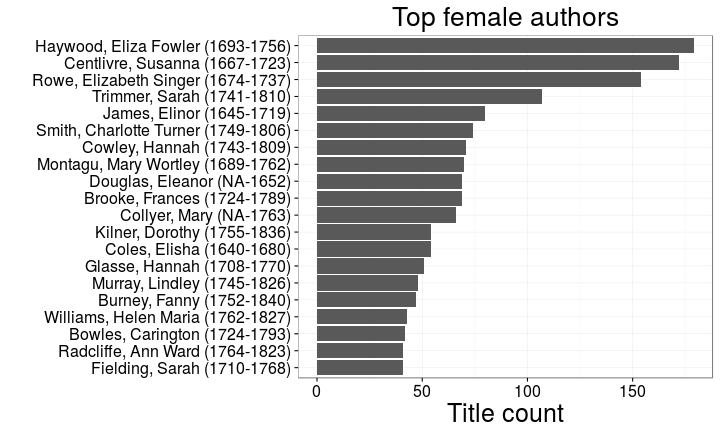 Top female authors
Haywood, Eliza Fowler (1693-1756)
Centlivre, Susanna (1667-1723)
Rowe, Elizabeth Singer (1674-1737)
Trimmer, Sarah (1741-1810)
James, Elinor (1645-1719)
Smith, Charlotte Turner (1749-1806)
Cowley, Hannah (1743-1809)
Montagu, Mary Wortley (1689-1762)
Douglas, Eleanor (NA-1652)
Brooke, Frances (1724-1789)
Collyer, Mary (NA-1763)
Kilner, Dorothy (1755-1836)
Coles, Elisha (1640-1680)
Glasse, Hannah (1708-1770)
Murray, Lindley (1745-1826)
Burney, Fanny (1752-1840)
Williams, Helen Maria (1762-1827)
Bowles, Carington (1724-1793)
Radcliffe, Ann Ward (1764-1823)
Fielding, Sarah (1710-1768)
0 50 100 150
Title count